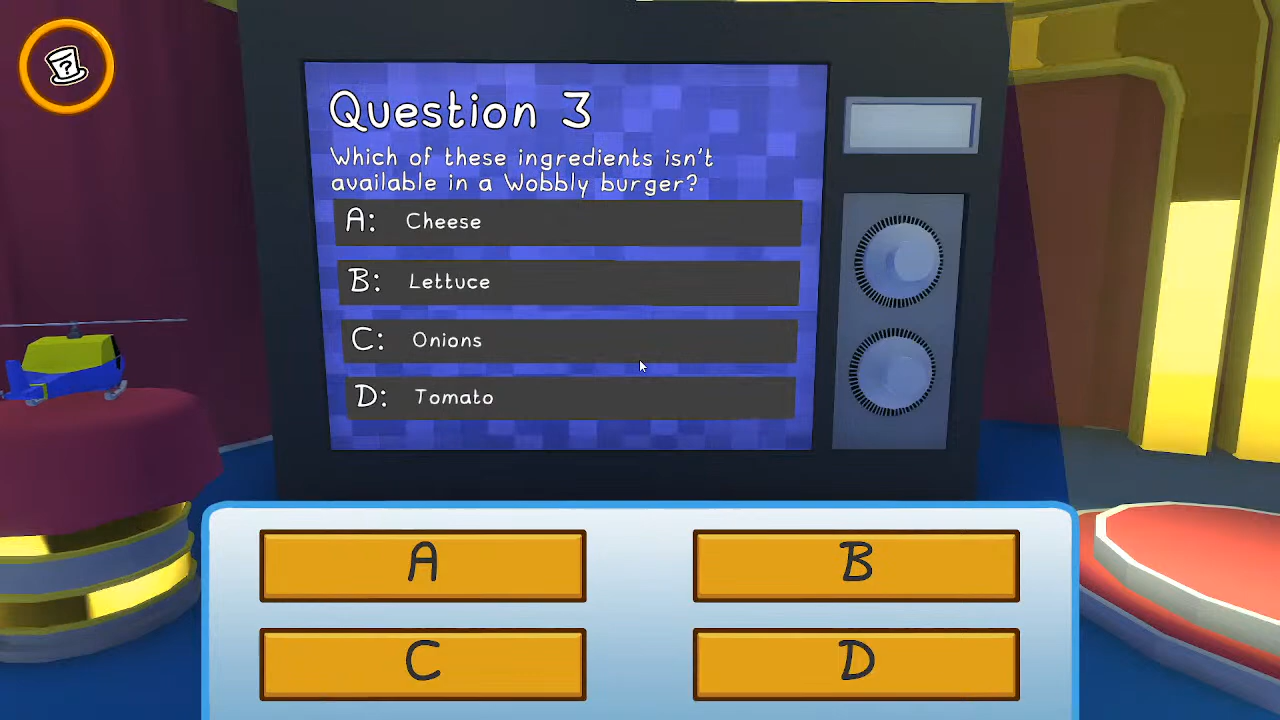 ?
Question 3
Which of these ingredients isn't
available in a Wobbly burger?
A: Cheese
B: Lettuce
C: Onions
D: Tomato
A B
C D